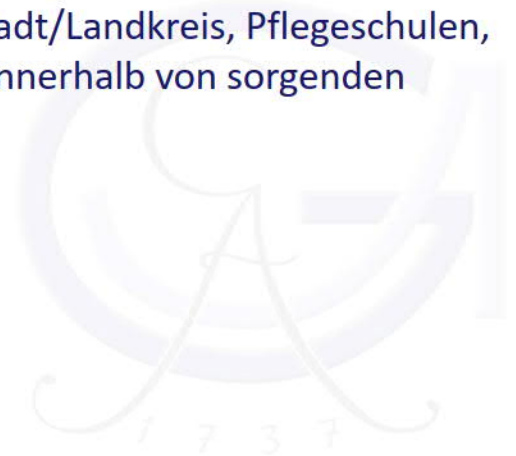 adt/Landkreis, Pflegeschulen,
nnerhalb von sorgenden
1737